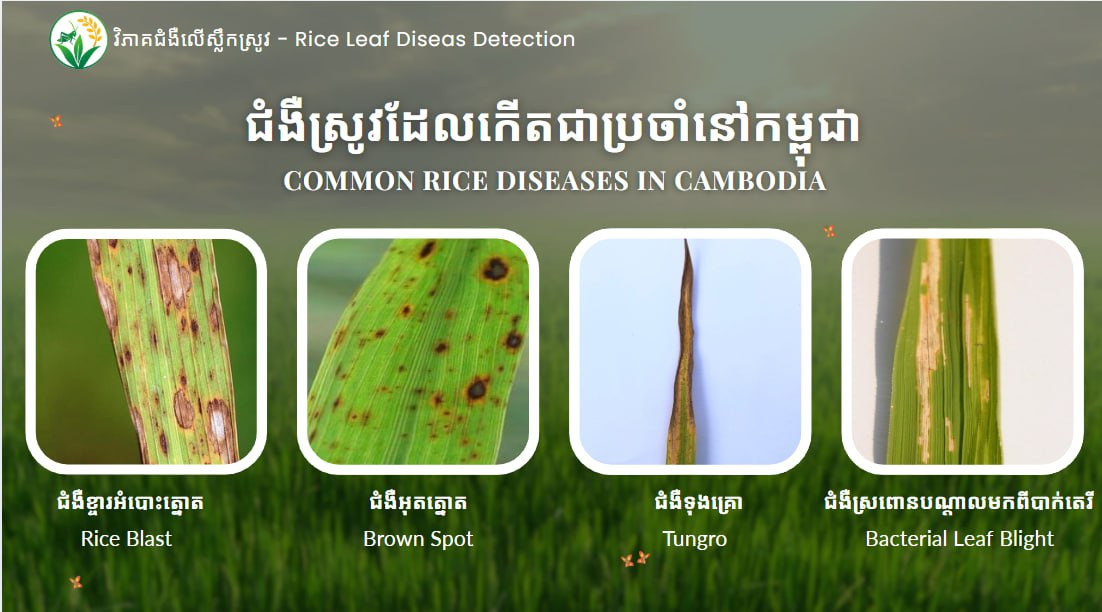 វិភាគជំងឺលើស្លឹកស្រូវ - Rice Leaf Diseas Detection
ជំងឺស្រូវដែលកើតជាប្រចាំនៅកម្ពុជា
COMMON RICE DISEASES IN CAMBODIA
ជំងឺខ្ចារអំបោះត្នោត
Rice Blast
ជំងឺអុតត្នោត
Brown Spot
ជំងឺទុងគ្រោ
Tungro
ជំងឺស្រពោនបណ្តាលមកពីបាក់តេរី
Bacterial Leaf Blight